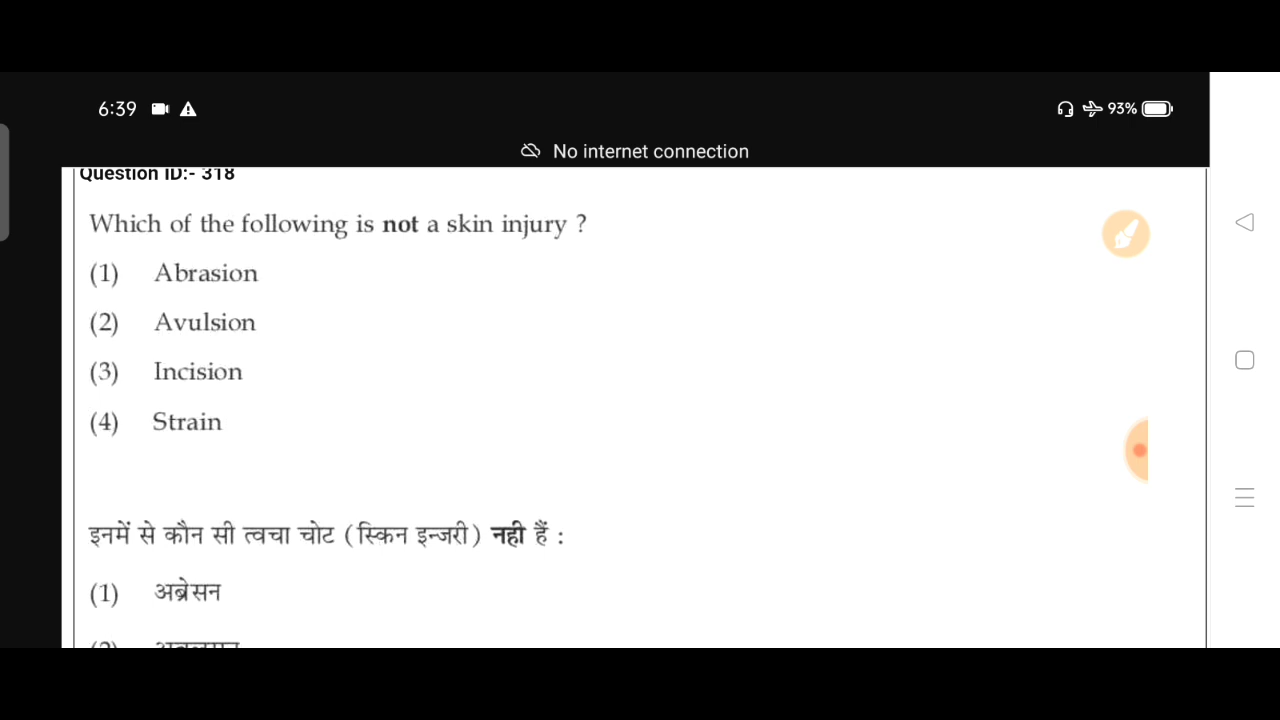 6:39
93%
No internet connection
Question ID:- 318
Which of the following is not a skin injury ?
(1) Abrasion
(2) Avulsion
(3) Incision
(4) Strain
इनमें से कौन सी त्वचा चोट (स्किन इन्जरी) नही हैं :
(1) अब्रेसन